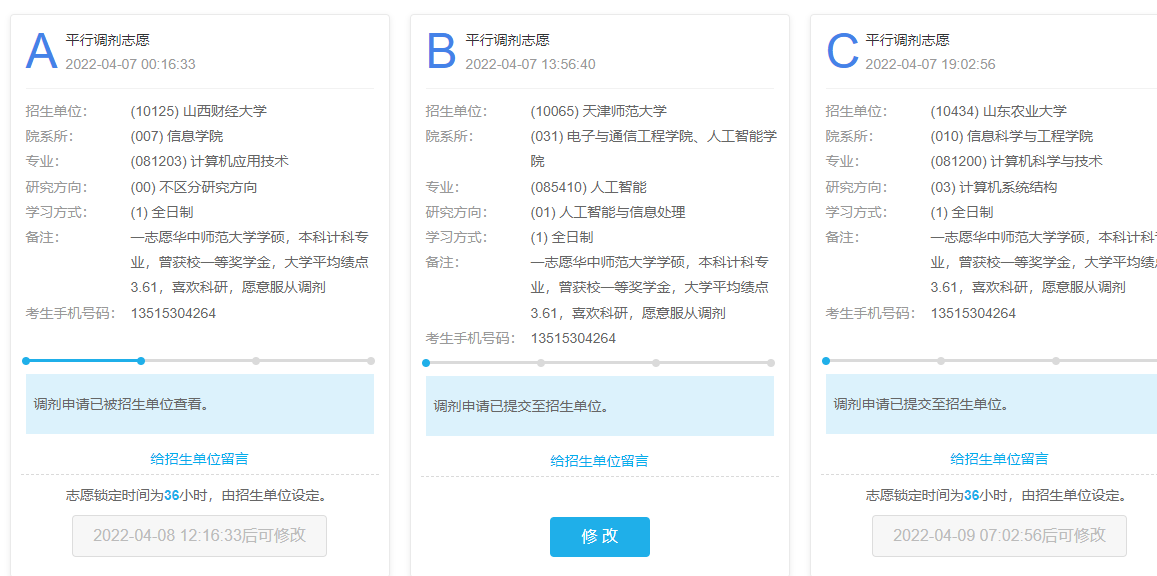 A
平行调剂志愿
2022-04-07 00:16:33
招生单位： (10125) 山西财经大学
院系所： (007) 信息学院
专业： (081203) 计算机应用技术
研究方向： (00) 不区分研究方向
学习方式： (1) 全日制
备注： 一志愿华中师范大学学硕，本科计科专
业，曾获校一等奖学金，大学平均绩点
3.61，喜欢科研，愿意服从调剂
考生手机号码： 13515304264
调剂申请已被招生单位查看。
给招生单位留言
志愿锁定时间为36小时，由招生单位设定。
2022-04-08 12:16:33后可修改
B
平行调剂志愿
2022-04-07 13:56:40
招生单位： (10065) 天津师范大学
院系所： (031) 电子与通信工程学院、人工智能学
院
专业： (085410) 人工智能
研究方向： (01) 人工智能与信息处理
学习方式： (1) 全日制
备注： 一志愿华中师范大学学硕，本科计科专
业，曾获校一等奖学金，大学平均绩点
3.61，喜欢科研，愿意服从调剂
考生手机号码： 13515304264
调剂申请已提交至招生单位。
给招生单位留言
修 改
C
平行调剂志愿
2022-04-07 19:02:56
招生单位： (10434) 山东农业大学
院系所： (010) 信息科学与工程学院
专业： (081200) 计算机科学与技术
研究方向： (03) 计算机系统结构
学习方式： (1) 全日制
备注： 一志愿华中师范大学学硕，本科计科
业，曾获校一等奖学金，大学平均绩
3.61，喜欢科研，愿意服从调剂
考生手机号码： 13515304264
调剂申请已提交至招生单位。
给招生单位留言
志愿锁定时间为36小时，由招生单位设定。
2022-04-09 07:02:56后可修改